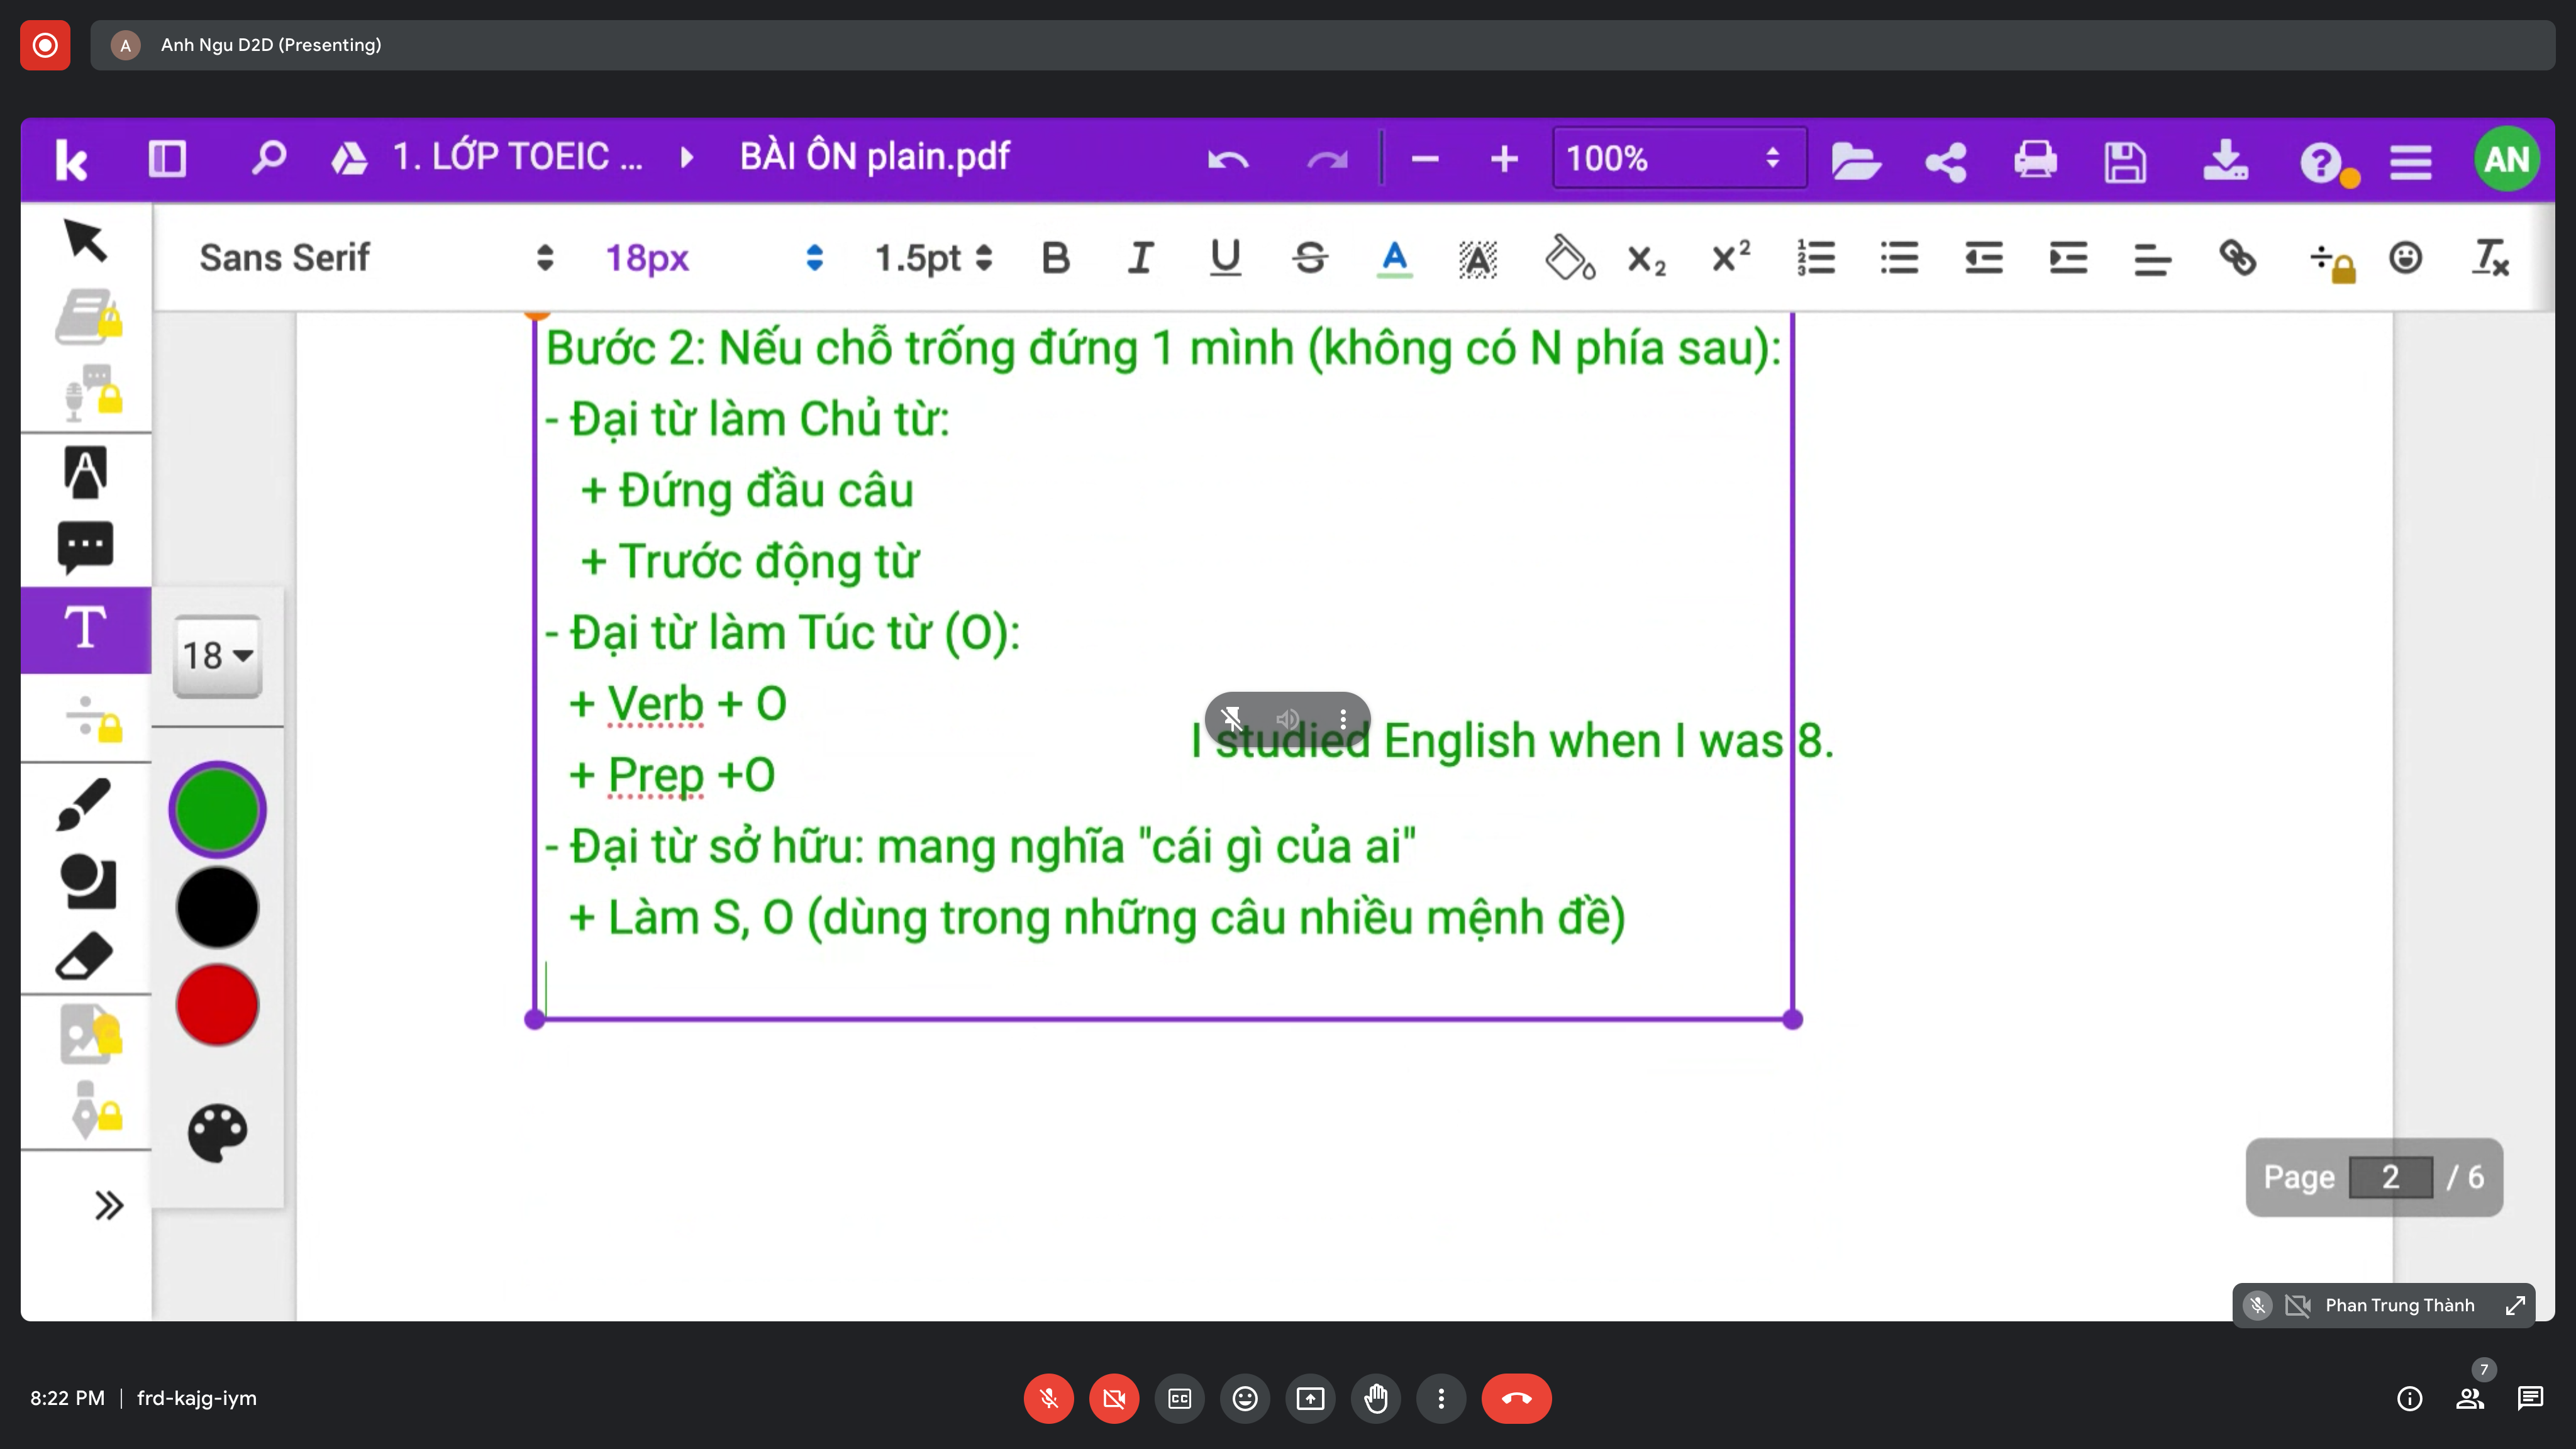 A Anh Ngu D2D (Presenting)
k 1. LỚP TOEIC ... BÀI ÔN plain.pdf 100% ? AN
Sans Serif 18px 1.5pt B I U S A A X₂ X² Tx
Bước 2: Nếu chỗ trống đứng 1 mình (không có N phía sau):
- Đại từ làm Chủ từ:
+ Đứng đầu câu
+ Trước động từ
- Đại từ làm Túc từ (O):
T
18
+ Verb + O
I studied English when I was 8.
+ Prep +O
- Đại từ sở hữu: mang nghĩa "cái gì của ai"
+ Làm S, O (dùng trong những câu nhiều mệnh đề)
Page 2 / 6
Phan Trung Thành
8:22 PM | frd-kajg-iym
CC
7